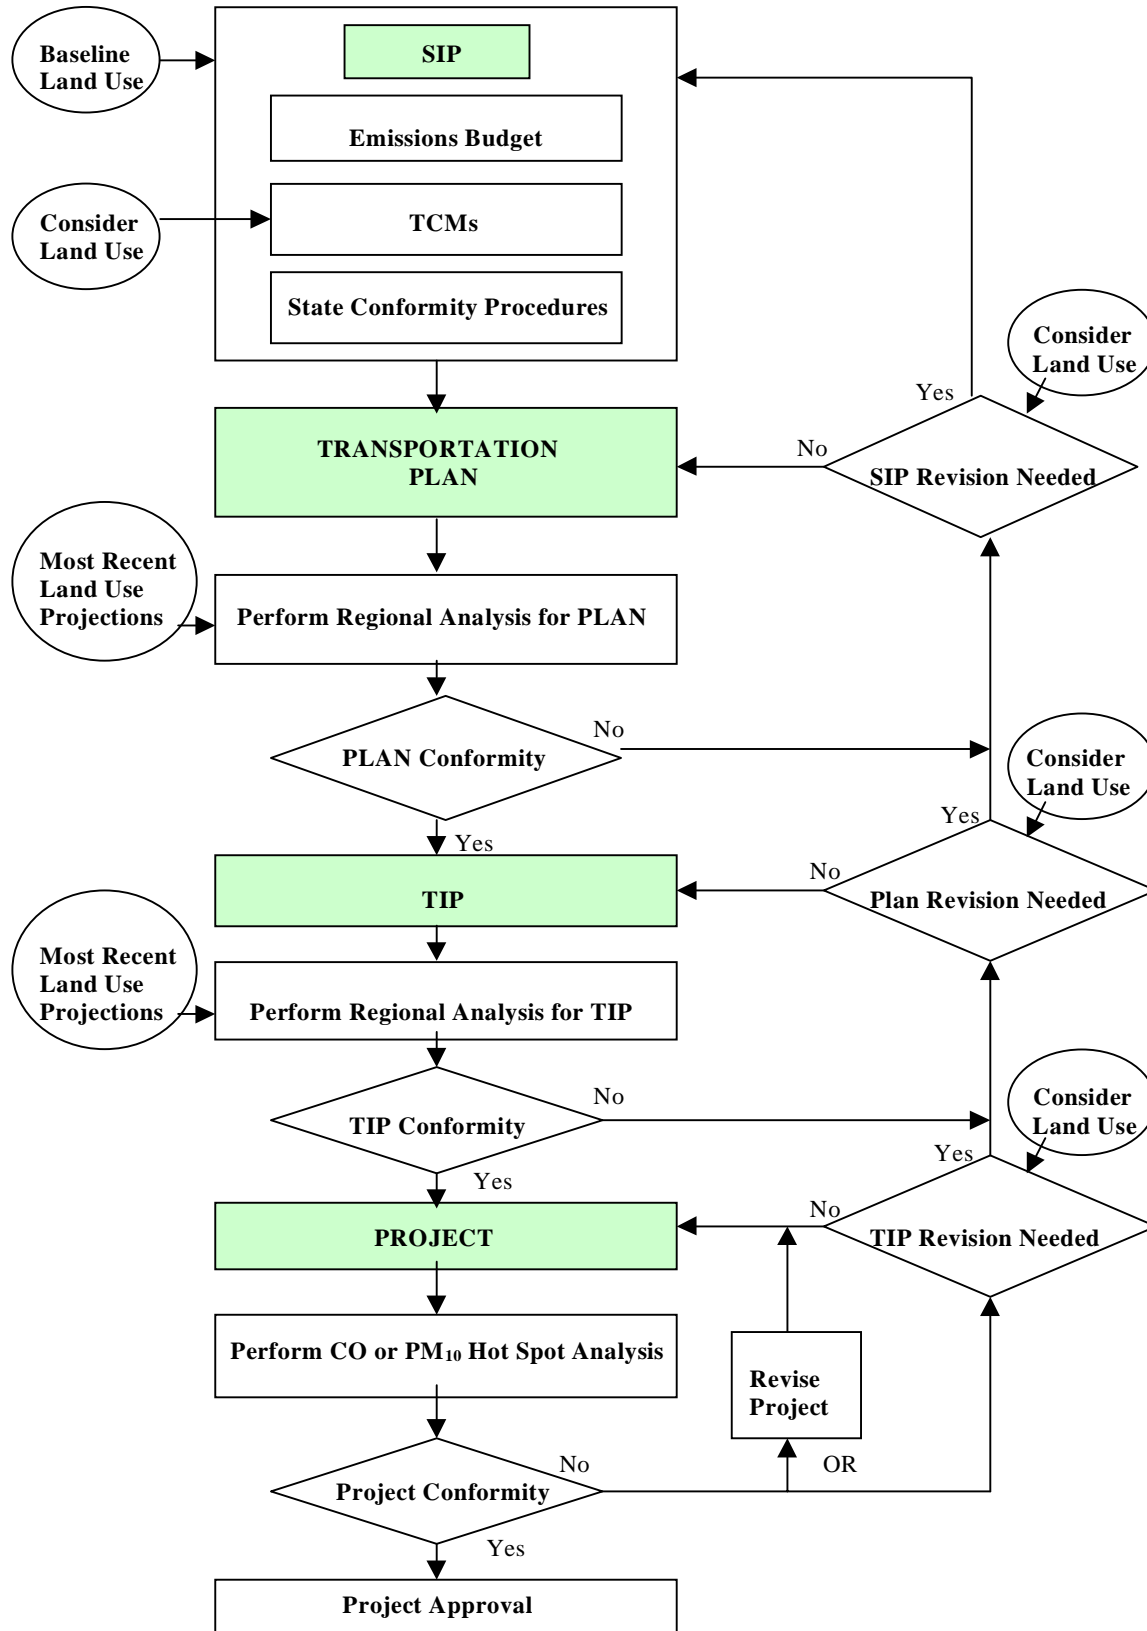 Baseline
Land Use
SIP
Emissions Budget
Consider
Land Use
TCMs
State Conformity Procedures
Consider
Land Use
Yes
No
SIP Revision Needed
TRANSPORTATION
PLAN
Most Recent
Land Use
Projections
Perform Regional Analysis for PLAN
No
PLAN Conformity
Yes
Consider
Land Use
Yes
No
Plan Revision Needed
TIP
Most Recent
Land Use
Projections
Perform Regional Analysis for TIP
No
TIP Conformity
Yes
Consider
Land Use
Yes
No
TIP Revision Needed
PROJECT
Perform CO or PM₁₀ Hot Spot Analysis
Revise
Project
OR
No
Project Conformity
Yes
Project Approval